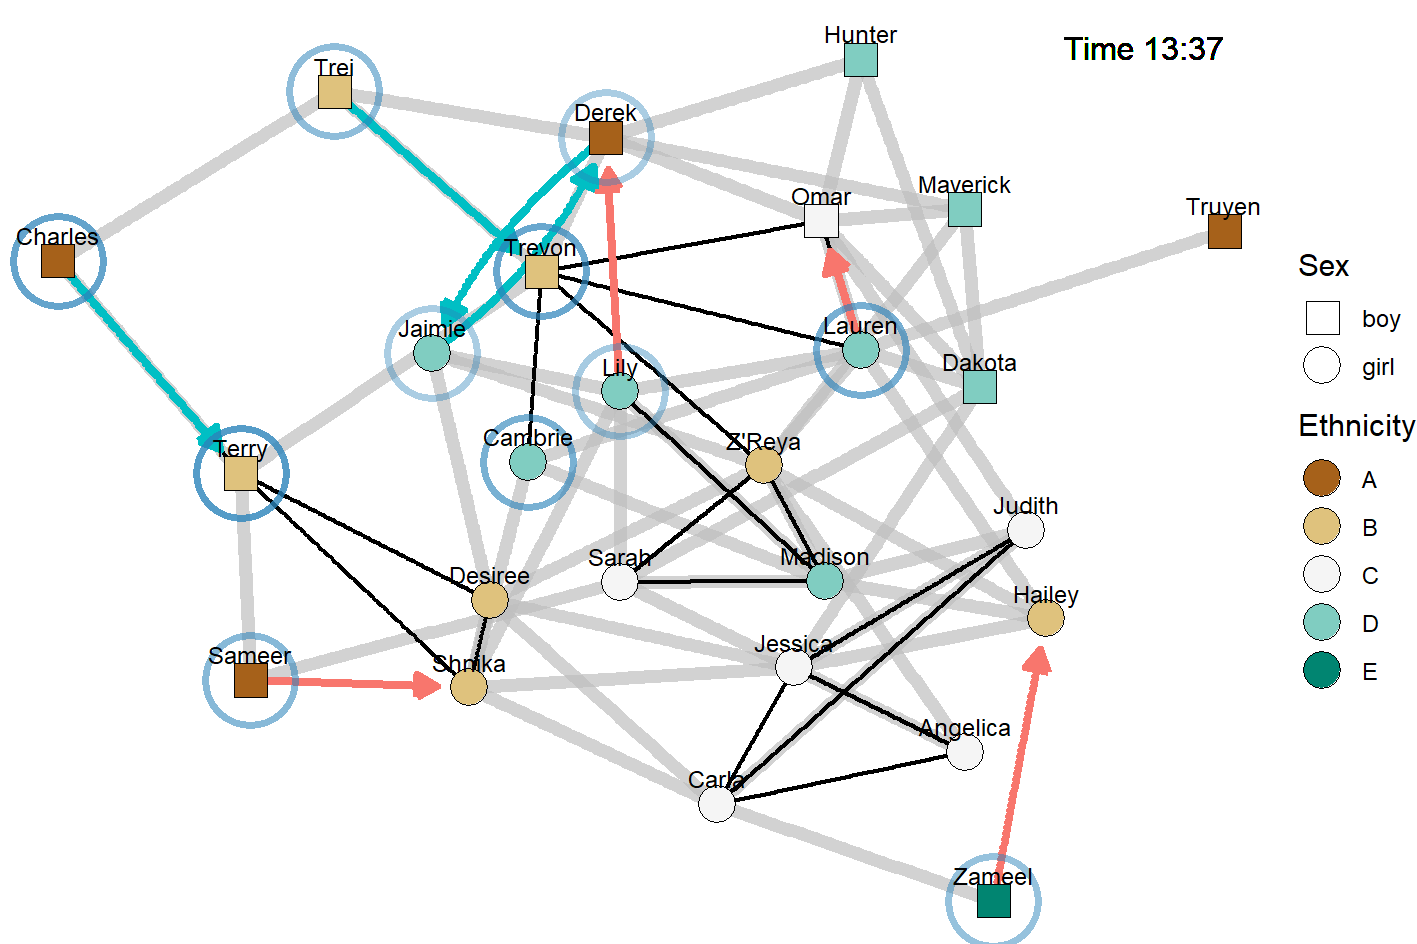 Hunter
Time 13:37
Trei
Derek
Omar
Maverick
Truyen
Charles
Trevon
Jaimie
Lauren
Lily
Dakota
Cambrie
Z'Reya
Terry
Judith
Sarah
Madison
Desiree
Hailey
Jessica
Sameer
Shnika
Angelica
Carla
Zameel
Sex
boy
girl
Ethnicity
A
B
C
D
E